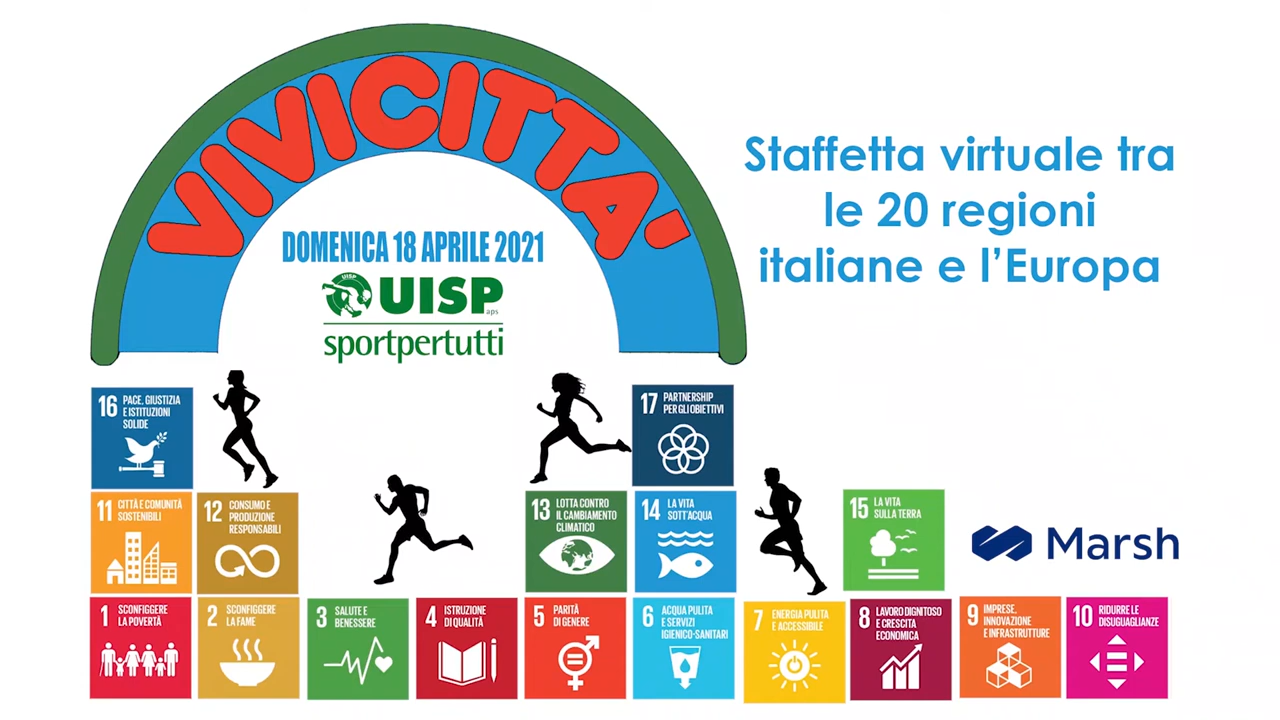 VIVICITTA'
DOMENICA 18 APRILE 2021
UISP
UISP
aps
sportpertutti
Staffetta virtuale tra
le 20 regioni
italiane e l’Europa
16 PACE, GIUSTIZIA
E ISTITUZIONI
SOLIDE
17 PARTNERSHIP
PER GLI OBIETTIVI
11 CITTÀ E COMUNITÀ
SOSTENIBILI
12 CONSUMO E
PRODUZIONE
RESPONSABILI
13 LOTTA CONTRO
IL CAMBIAMENTO
CLIMATICO
14 LA VITA
SOTT'ACQUA
15 LA VITA
SULLA TERRA
Marsh
1 SCONFIGGERE
LA POVERTÀ
2 SCONFIGGERE
LA FAME
3 SALUTE E
BENESSERE
4 ISTRUZIONE
DI QUALITÀ
5 PARITÀ
DI GENERE
6 ACQUA PULITA
E SERVIZI
IGIENICO-SANITARI
7 ENERGIA PULITA
E ACCESSIBILE
8 LAVORO DIGNITOSO
E CRESCITA
ECONOMICA
9 IMPRESE,
INNOVAZIONE
E INFRASTRUTTURE
10 RIDURRE LE
DISUGUAGLIANZE